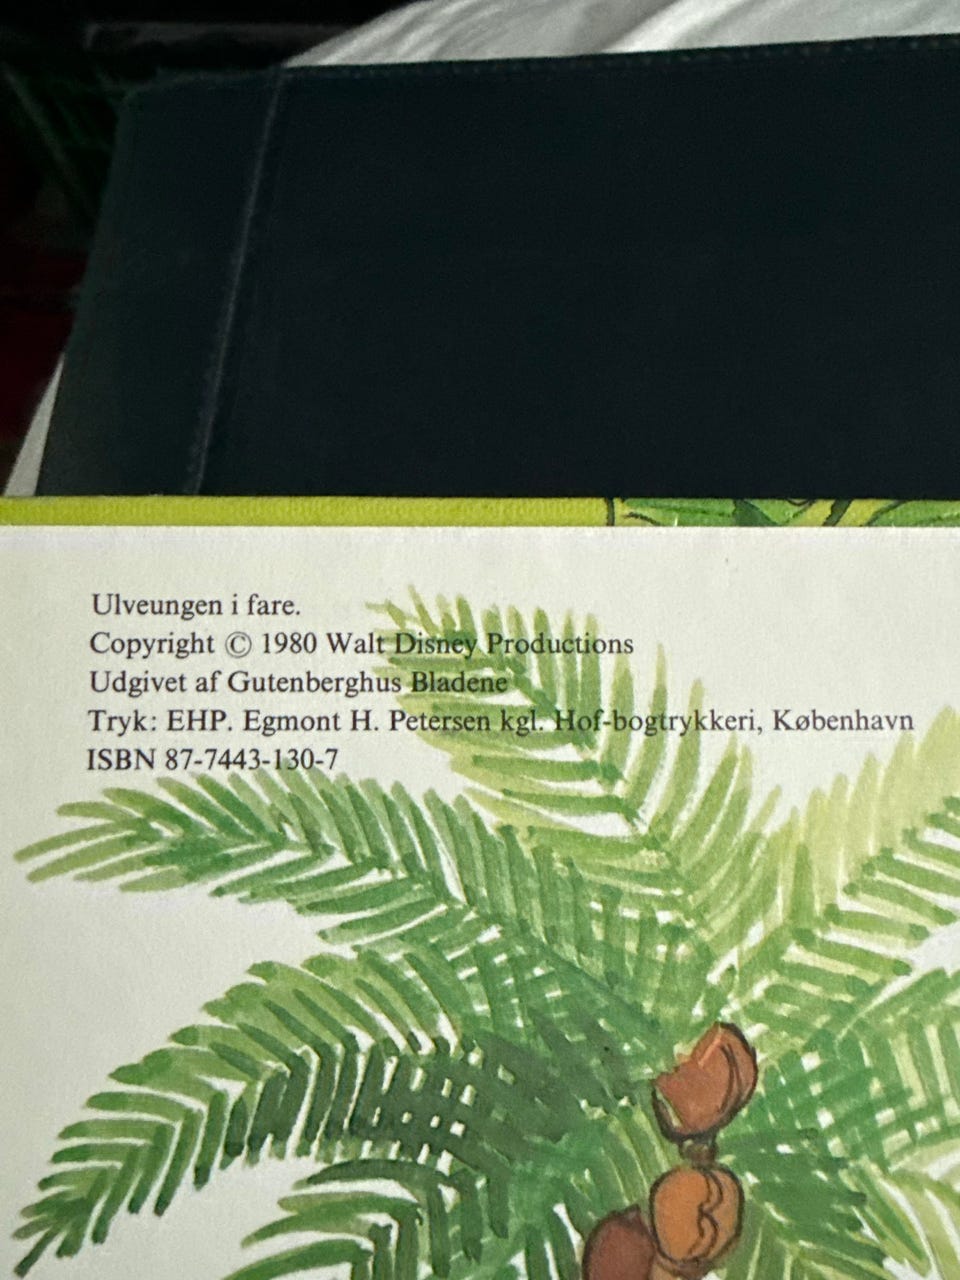 Ulveungen i fare.
Copyright © 1980 Walt Disney Productions
Udgivet af Gutenberghus Bladene
Tryk: EHP. Egmont H. Petersen kgl. Hof-bogtrykkeri, København
ISBN 87-7443-130-7